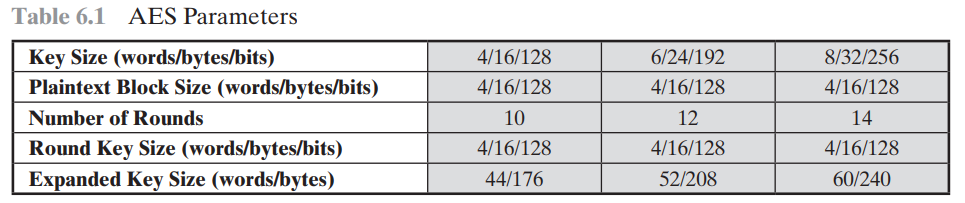 Table 6.1 AES Parameters
Key Size (words/bytes/bits) 4/16/128 6/24/192 8/32/256
Plaintext Block Size (words/bytes/bits) 4/16/128 4/16/128 4/16/128
Number of Rounds 10 12 14
Round Key Size (words/bytes/bits) 4/16/128 4/16/128 4/16/128
Expanded Key Size (words/bytes) 44/176 52/208 60/240